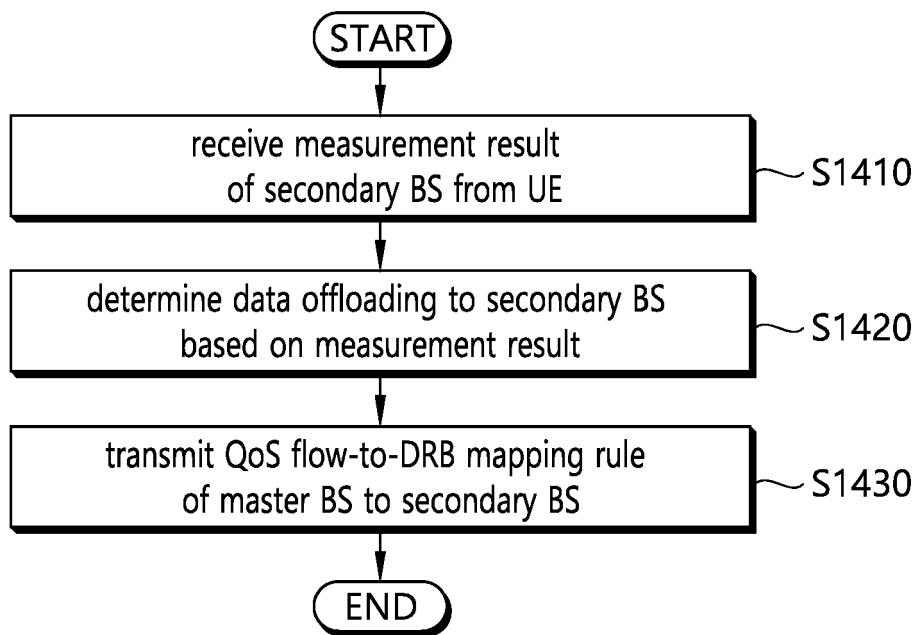 START
receive measurement result
of secondary BS from UE
S1410
determine data offloading to secondary BS
based on measurement result
S1420
transmit QoS flow-to-DRB mapping rule
of master BS to secondary BS
S1430
END